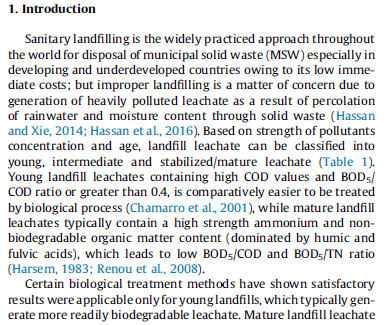 1. Introduction
Sanitary landfilling is the widely practiced approach throughout
the world for disposal of municipal solid waste (MSW) especially in
developing and underdeveloped countries owing to its low imme-
diate costs; but improper landfilling is a matter of concern due to
generation of heavily polluted leachate as a result of percolation
of rainwater and moisture content through solid waste (Hassan
and Xie, 2014; Hassan et al., 2016). Based on strength of pollutants
concentration and age, landfill leachate can be classified into
young, intermediate and stabilized/mature leachate (Table 1).
Young landfill leachates containing high COD values and BOD₅/
COD ratio or greater than 0.4, is comparatively easier to be treated
by biological process (Chamarro et al., 2001), while mature landfill
leachates typically contain a high strength ammonium and non-
biodegradable organic matter content (dominated by humic and
fulvic acids), which leads to low BOD₅/COD and BOD₅/TN ratio
(Harsem, 1983; Renou et al., 2008).
Certain biological treatment methods have shown satisfactory
results were applicable only for young landfills, which typically gen-
erate more readily biodegradable leachate. Mature landfill leachate